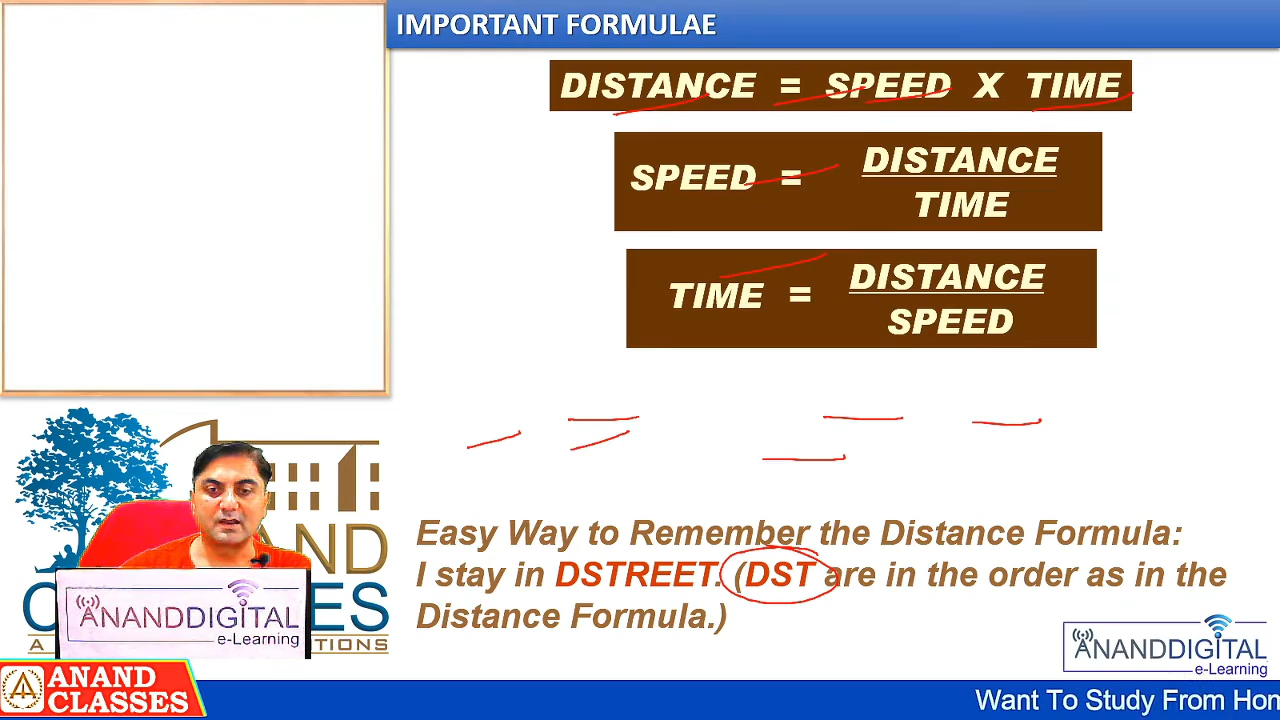 IMPORTANT FORMULAE
DISTANCE = SPEED X TIME
SPEED = DISTANCE
TIME
TIME = DISTANCE
SPEED
Easy Way to Remember the Distance Formula:
I stay in DSTREET. (DST are in the order as in the
Distance Formula.)
ANANDDIGITAL
e-Learning
ANANDDIGITAL
e-Learning
ANAND
CLASSES
Want To Study From Hom